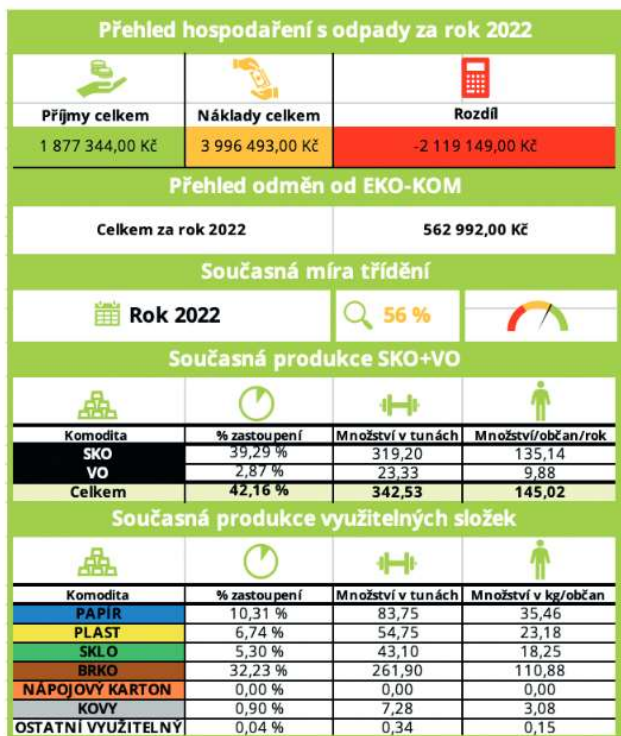 Přehled hospodaření s odpady za rok 2022
Příjmy celkem Náklady celkem Rozdíl
1 877 344,00 Kč 3 996 493,00 Kč -2 119 149,00 Kč
Přehled odměn od EKO-KOM
Celkem za rok 2022 562 992,00 Kč
Současná míra třídění
Rok 2022 56 %
Současná produkce SKO+VO
Komodita % zastoupení Množství v tunách Množství/občan/rok
SKO 39,29 % 319,20 135,14
VO 2,87 % 23,33 9,88
Celkem 42,16 % 342,53 145,02
Současná produkce využitelných složek
Komodita % zastoupení Množství v tunách Množství v kg/občan
PAPÍR 10,31 % 83,75 35,46
PLAST 6,74 % 54,75 23,18
SKLO 5,30 % 43,10 18,25
BRKO 32,23 % 261,90 110,88
NÁPOJOVÝ KARTON 0,00 % 0,00 0,00
KOVY 0,90 % 7,28 3,08
OSTATNÍ VYUŽITELNÝ 0,04 % 0,34 0,15